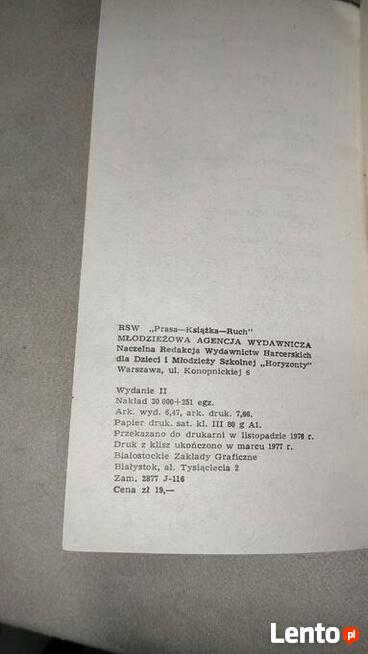 RSW „Prasa—Książka—Ruch"
MŁODZIEŻOWA AGENCJA WYDAWNICZA
Naczelna Redakcja Wydawnictw Harcerskich
dla Dzieci i Młodzieży Szkolnej „Horyzonty"
Warszawa, ul. Konopnickiej 6
Wydanie II
Nakład 30 000+251 egz.
Ark. wyd. 6,47, ark. druk. 7,66.
Papier druk. sat. kl. III 80 g A1.
Przekazano do drukarni w listopadzie 1976 r.
Druk z klisz ukończono w marcu 1977 r.
Białostockie Zakłady Graficzne
Białystok, al. Tysiąclecia 2
Zam. 2877 J-116
Cena zł 19,—
Lento pl